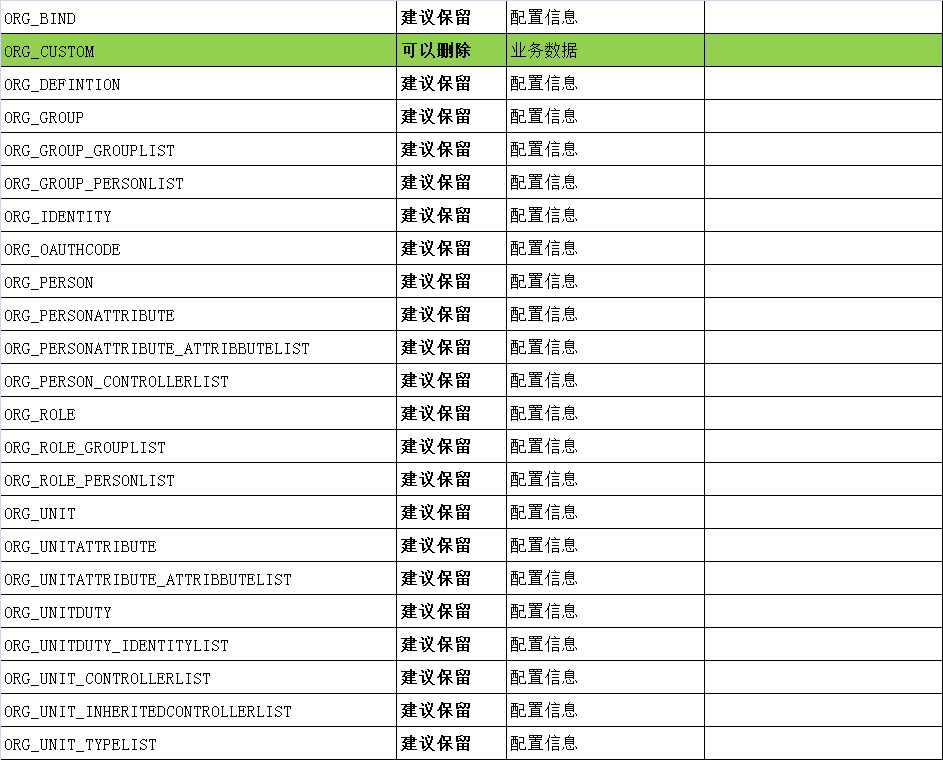 ORG_BIND 建议保留 配置信息
ORG_CUSTOM 可以删除 业务数据
ORG_DEFINTION 建议保留 配置信息
ORG_GROUP 建议保留 配置信息
ORG_GROUP_GROUPLIST 建议保留 配置信息
ORG_GROUP_PERSONLIST 建议保留 配置信息
ORG_IDENTITY 建议保留 配置信息
ORG_OAUTHCODE 建议保留 配置信息
ORG_PERSON 建议保留 配置信息
ORG_PERSONATTRIBUTE 建议保留 配置信息
ORG_PERSONATTRIBUTE_ATTRIBBUTELIST 建议保留 配置信息
ORG_PERSON_CONTROLLERLIST 建议保留 配置信息
ORG_ROLE 建议保留 配置信息
ORG_ROLE_GROUPLIST 建议保留 配置信息
ORG_ROLE_PERSONLIST 建议保留 配置信息
ORG_UNIT 建议保留 配置信息
ORG_UNITATTRIBUTE 建议保留 配置信息
ORG_UNITATTRIBUTE_ATTRIBBUTELIST 建议保留 配置信息
ORG_UNITDUTY 建议保留 配置信息
ORG_UNITDUTY_IDENTITYLIST 建议保留 配置信息
ORG_UNIT_CONTROLLERLIST 建议保留 配置信息
ORG_UNIT_INHERITEDCONTROLLERLIST 建议保留 配置信息
ORG_UNIT_TYPELIST 建议保留 配置信息